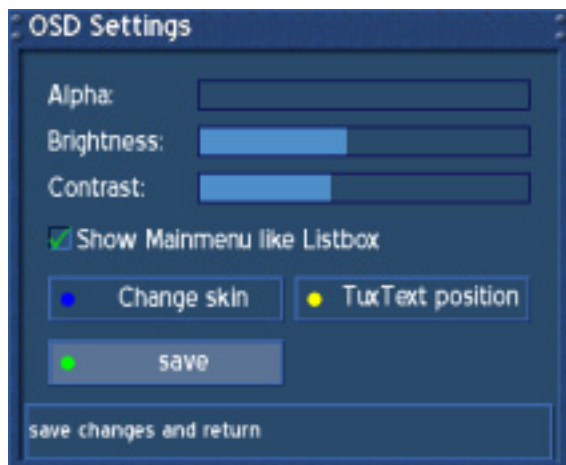 OSD Settings
Alpha:
Brightness:
Contrast:
Show Mainmenu like Listbox
Change skin
TuxText position
save
save changes and return